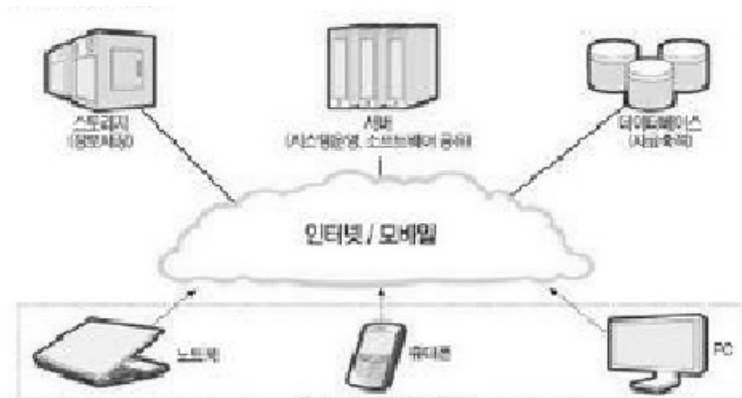 스토리지
(정보저장)
서버
(시스템운영, 소프트웨어 공유)
데이터베이스
(자료축적)
인터넷 / 모바일
노트북
휴대폰
PC